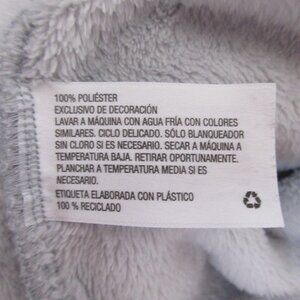 100% POLIÉSTER
EXCLUSIVO DE DECORACIÓN
LAVAR A MÁQUINA CON AGUA FRÍA CON COLORES
SIMILARES. CICLO DELICADO. SÓLO BLANQUEADOR
SIN CLORO SI ES NECESARIO. SECAR A MÁQUINA A
TEMPERATURA BAJA. RETIRAR OPORTUNAMENTE.
PLANCHAR A TEMPERATURA MEDIA SI ES
NECESARIO.
ETIQUETA ELABORADA CON PLÁSTICO
100 % RECICLADO